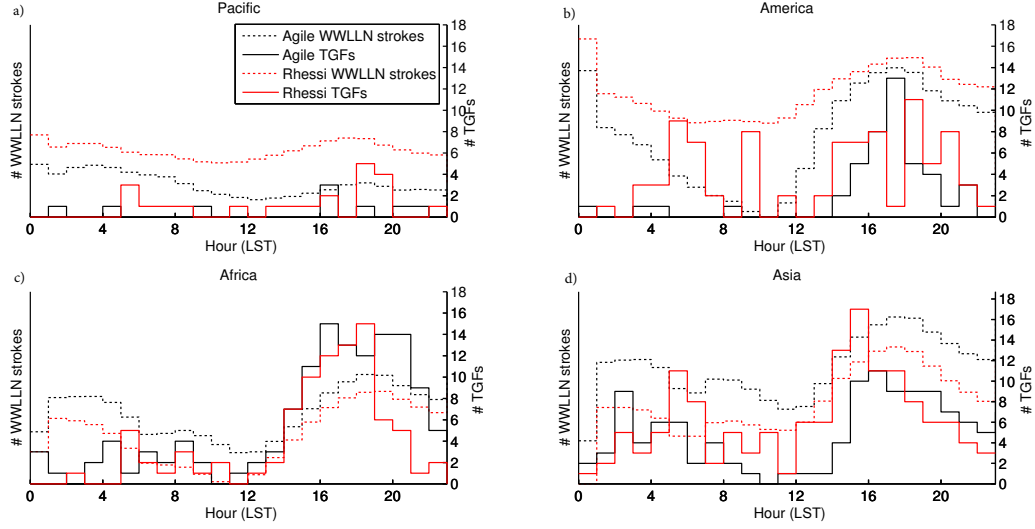 a)
Pacific
# WWLLN strokes
Agile WWLLN strokes
Agile TGFs
Rhessi WWLLN strokes
Rhessi TGFs
18
16
14
12
10
8
6
4
2
0
# TGFs
0 4 8 12 16 20
Hour (LST)
b)
America
# WWLLN strokes
18
16
14
12
10
8
6
4
2
0
# TGFs
0 4 8 12 16 20
Hour (LST)
c)
Africa
# WWLLN strokes
18
16
14
12
10
8
6
4
2
0
# TGFs
0 4 8 12 16 20
Hour (LST)
d)
Asia
# WWLLN strokes
18
16
14
12
10
8
6
4
2
0
# TGFs
0 4 8 12 16 20
Hour (LST)